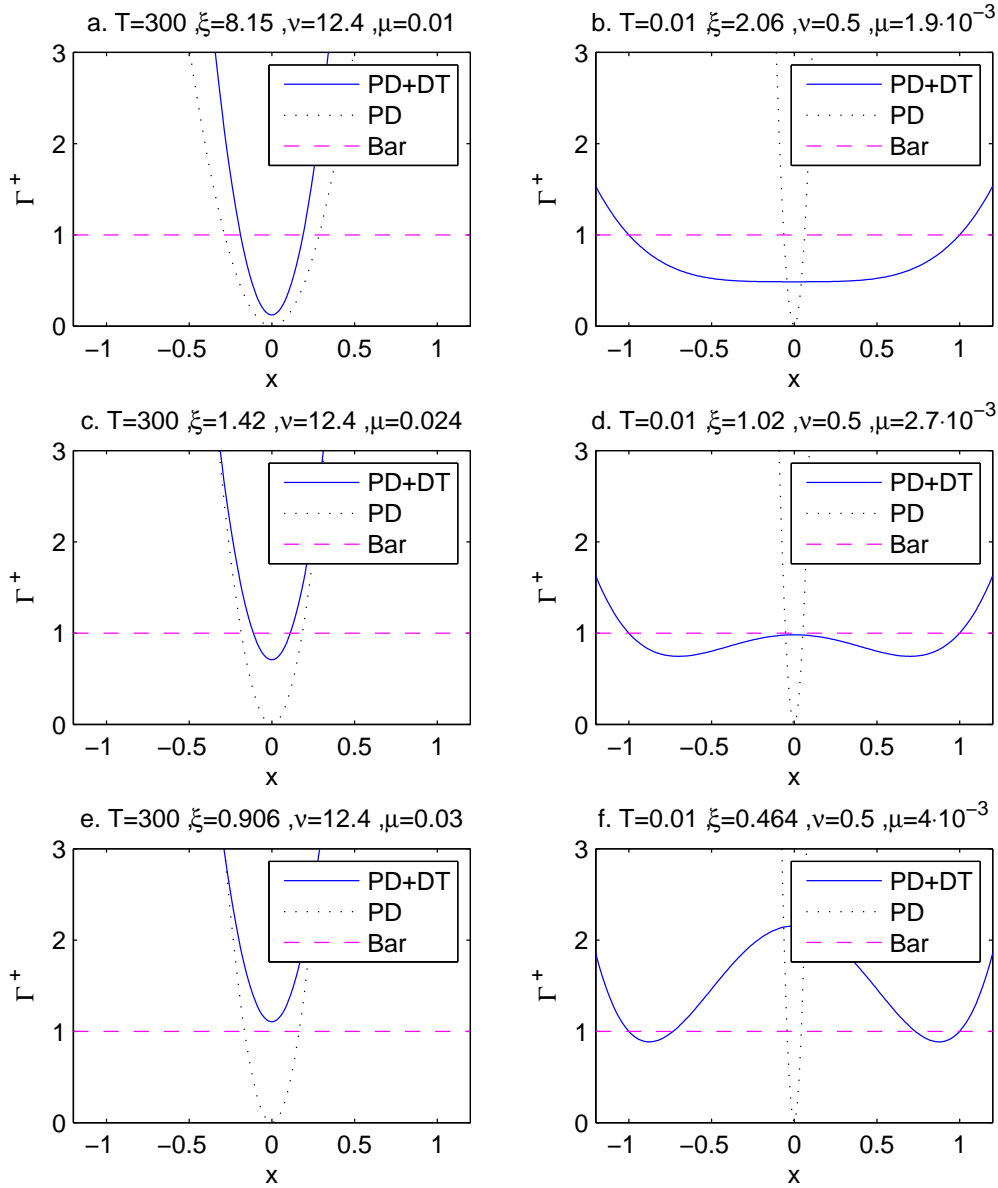 a. T=300 ,ξ=8.15 ,ν=12.4 ,μ=0.01
3
2
1
0
Γ+
−1 −0.5 0 0.5 1
x
PD+DT
PD
Bar
b. T=0.01 ,ξ=2.06 ,ν=0.5 ,μ=1.9·10−3
3
2
1
0
Γ+
−1 −0.5 0 0.5 1
x
PD+DT
PD
Bar
c. T=300 ,ξ=1.42 ,ν=12.4 ,μ=0.024
3
2
1
0
Γ+
−1 −0.5 0 0.5 1
x
PD+DT
PD
Bar
d. T=0.01 ,ξ=1.02 ,ν=0.5 ,μ=2.7·10−3
3
2
1
0
Γ+
−1 −0.5 0 0.5 1
x
PD+DT
PD
Bar
e. T=300 ,ξ=0.906 ,ν=12.4 ,μ=0.03
3
2
1
0
Γ+
−1 −0.5 0 0.5 1
x
PD+DT
PD
Bar
f. T=0.01 ,ξ=0.464 ,ν=0.5 ,μ=4·10−3
3
2
1
0
Γ+
−1 −0.5 0 0.5 1
x
PD+DT
PD
Bar